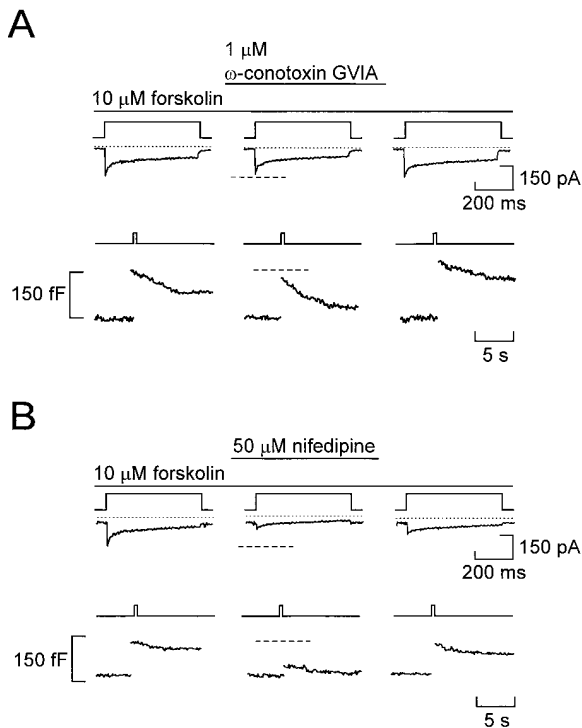 A
1 μM
ω-conotoxin GVIA
10 μM forskolin
150 pA
200 ms
150 fF
5 s
B
50 μM nifedipine
10 μM forskolin
150 pA
200 ms
150 fF
5 s